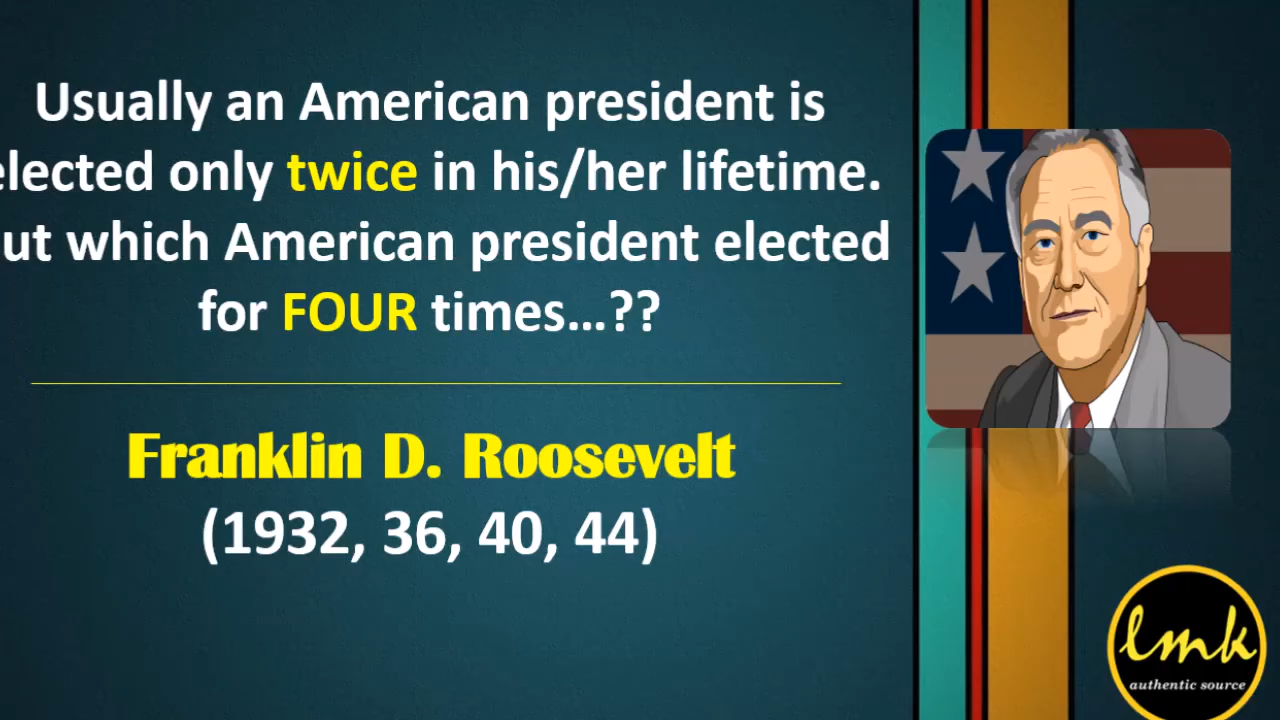 Usually an American president is
elected only twice in his/her lifetime.
ut which American president elected
for FOUR times...??
Franklin D. Roosevelt
(1932, 36, 40, 44)
lmk
authentic source